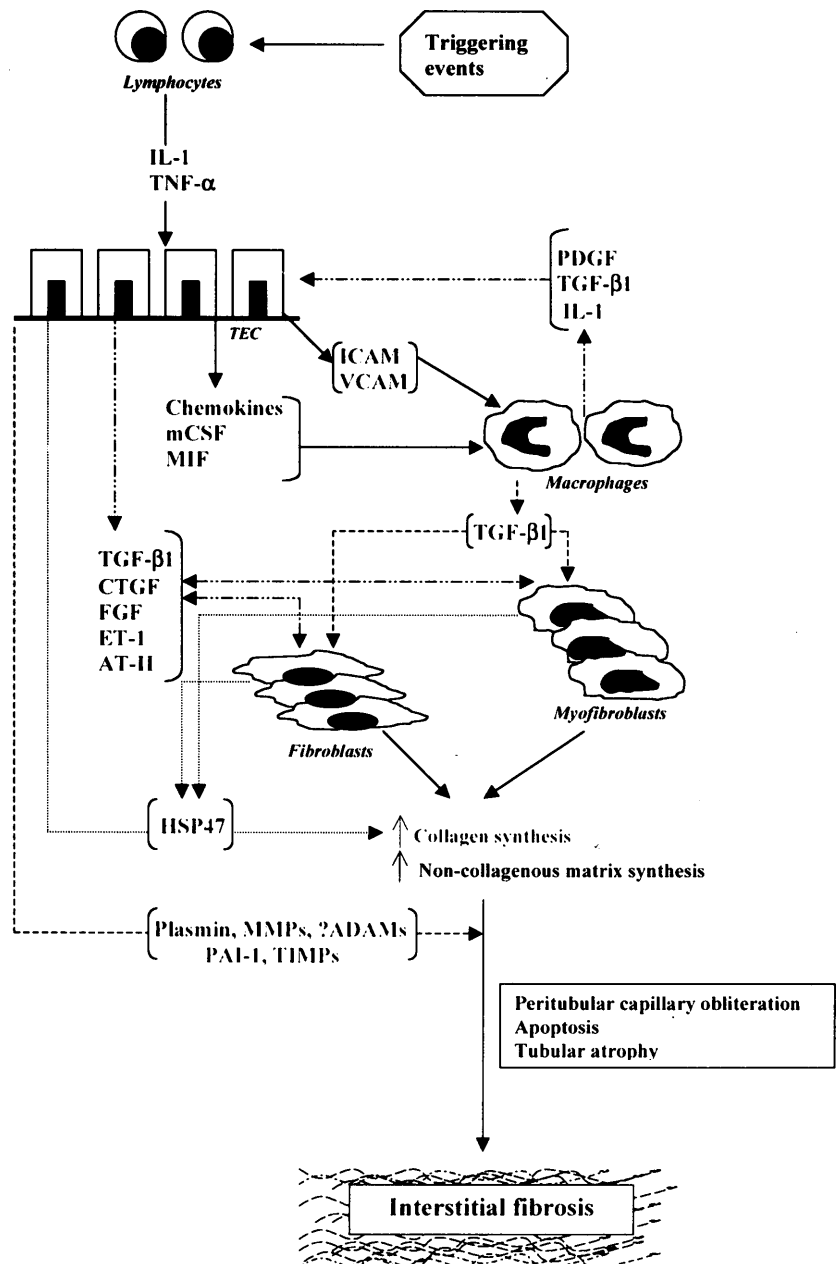 Triggering
events
Lymphocytes
IL-1
TNF-α
PDGF
TGF-β1
IL-1
TEC
ICAM
VCAM
Chemokines
mCSF
MIF
Macrophages
TGF-β1
TGF-β1
CTGF
FGF
ET-1
AT-II
Myofibroblasts
Fibroblasts
HSP47
Collagen synthesis
Non-collagenous matrix synthesis
Plasmin, MMPs, ?ADAMs
PAI-1, TIMPs
Peritubular capillary obliteration
Apoptosis
Tubular atrophy
Interstitial fibrosis